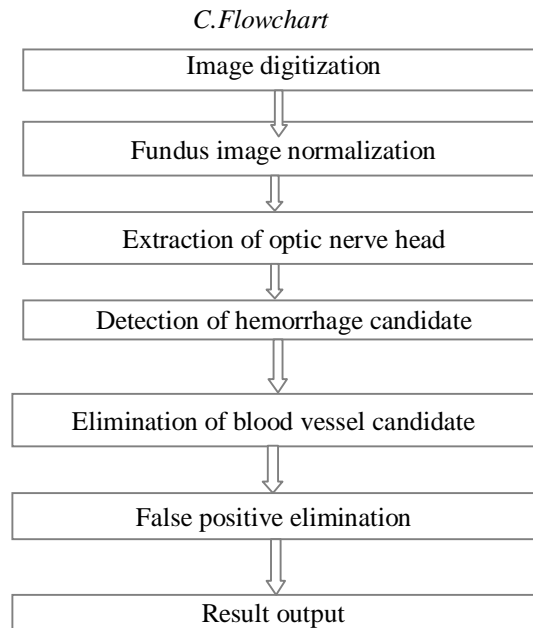 C.Flowchart
Image digitization
Fundus image normalization
Extraction of optic nerve head
Detection of hemorrhage candidate
Elimination of blood vessel candidate
False positive elimination
Result output